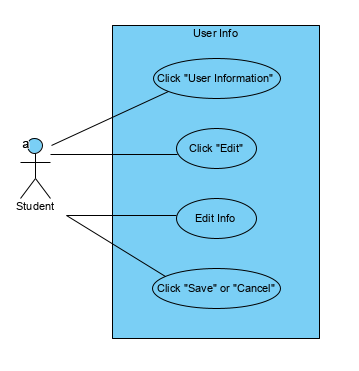 User Info
Click "User Information"
a
Click "Edit"
Student
Edit Info
Click "Save" or "Cancel"